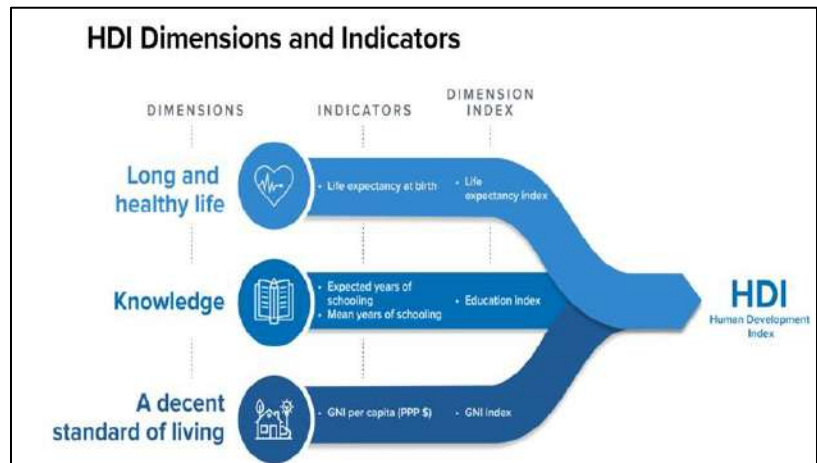 HDI Dimensions and Indicators
DIMENSIONS
INDICATORS
DIMENSION
INDEX
Long and
healthy life
• Life expectancy at birth
• Life
expectancy index
Knowledge
• Expected years of
schooling
• Mean years of schooling
• Education index
A decent
standard of living
• GNI per capita (PPP $)
• GNI index
HDI
Human Development
Index